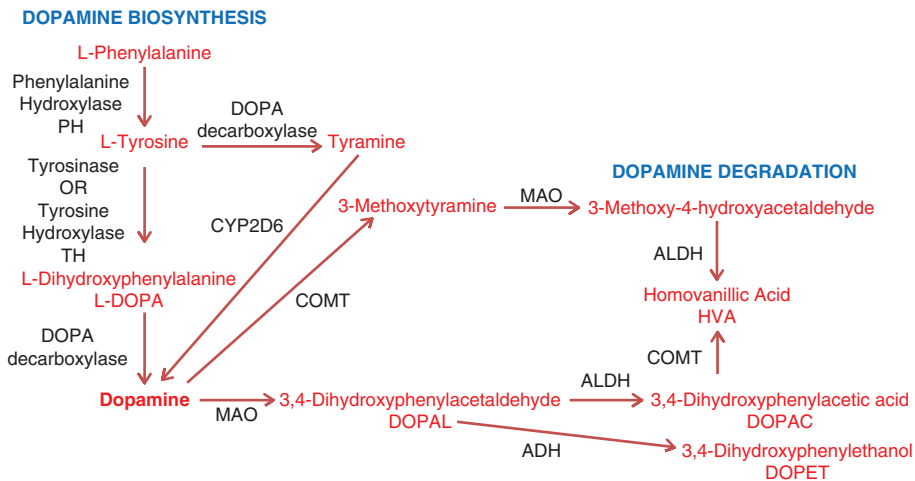 DOPAMINE BIOSYNTHESIS
L-Phenylalanine
Phenylalanine
Hydroxylase
PH
L-Tyrosine
DOPA
decarboxylase
Tyramine
Tyrosinase
OR
Tyrosine
Hydroxylase
TH
CYP2D6
L-Dihydroxyphenylalanine
L-DOPA
DOPA
decarboxylase
Dopamine
COMT
3-Methoxytyramine
MAO
DOPAMINE DEGRADATION
3-Methoxy-4-hydroxyacetaldehyde
ALDH
Homovanillic Acid
HVA
COMT
MAO
3,4-Dihydroxyphenylacetaldehyde
DOPAL
ALDH
3,4-Dihydroxyphenylacetic acid
DOPAC
ADH
3,4-Dihydroxyphenylethanol
DOPET